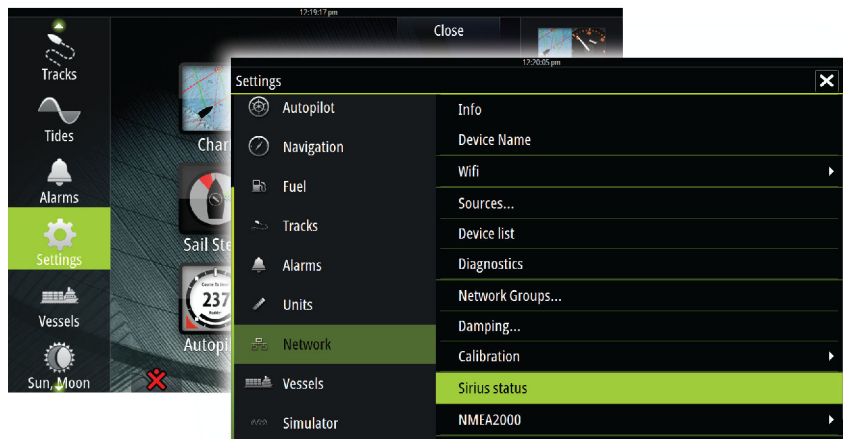 12:19:17 pm
Close
Tracks
Tides
Alarms
Settings
Vessels
Sun, Moon
Char
Sail Ste
237
Autopi
12:20:05 pm
Settings
Autopilot
Navigation
Fuel
Tracks
Alarms
Units
Network
Vessels
Simulator
Info
Device Name
Wifi
Sources...
Device list
Diagnostics
Network Groups...
Damping...
Calibration
Sirius status
NMEA2000